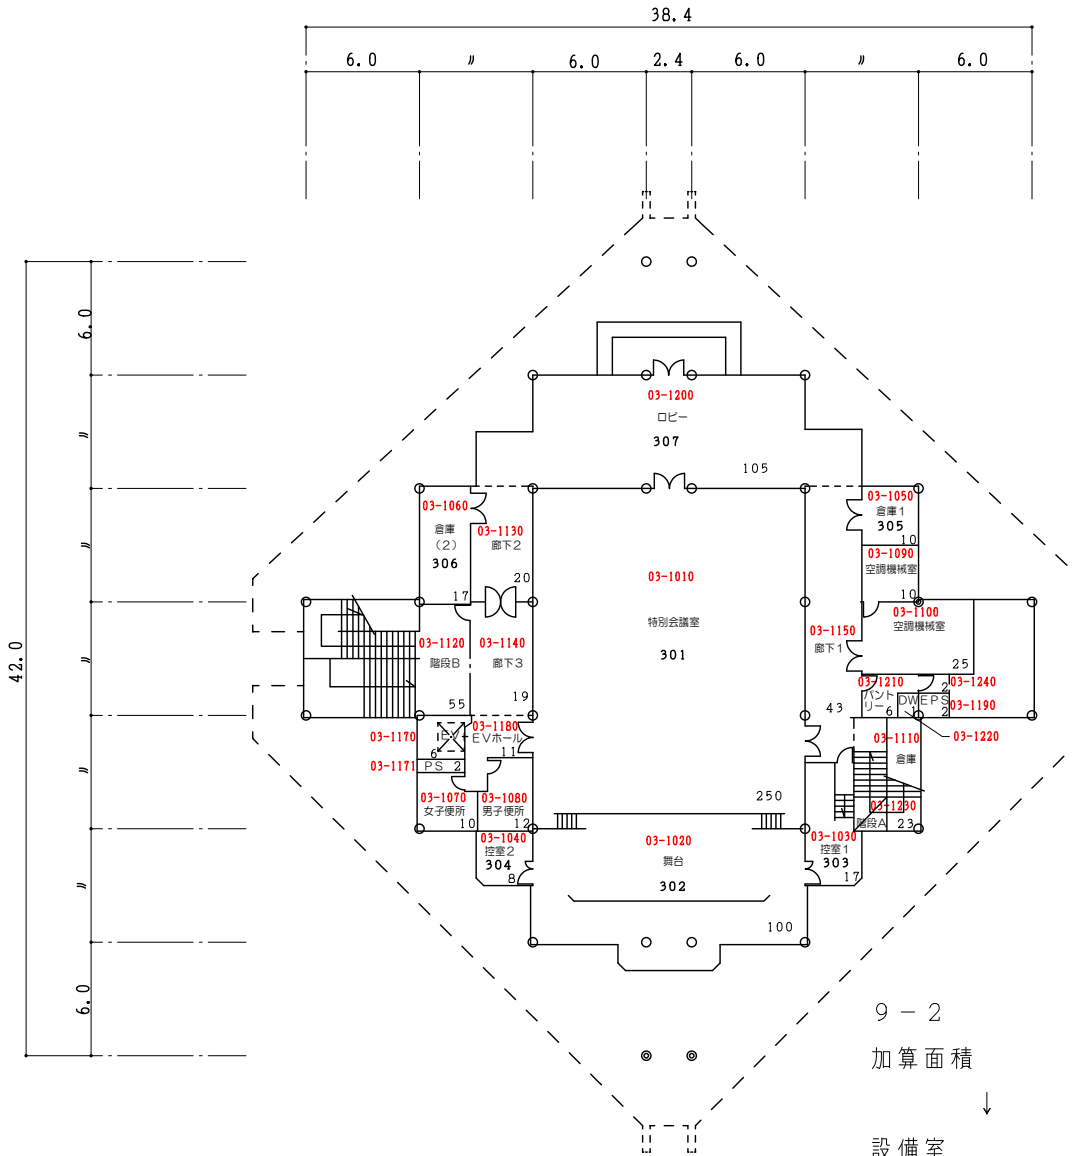 38.4
6.0
〃
6.0
2.4
6.0
〃
6.0
42.0
6.0
〃
〃
〃
〃
〃
6.0
03-1200
ロビー
307
105
03-1060
倉庫
(2)
306
17
03-1130
廊下2
20
03-1010
特別会議室
301
250
03-1050
倉庫1
305
10
03-1090
空調機械室
10
03-1100
空調機械室
25
03-1120
階段B
55
03-1140
廊下3
19
03-1150
廊下1
43
03-1210
パント
リー
6
DW
1
EPS
2
2
03-1240
03-1190
03-1220
03-1170
EV
6
03-1180
EVホール
11
03-1171
PS 2
03-1110
倉庫
03-1070
女子便所
10
03-1080
男子便所
12
03-1230
階段A
23
03-1040
控室2
304
8
03-1020
舞台
302
100
03-1030
控室1
303
17
9-2
加算面積
↓
設備室